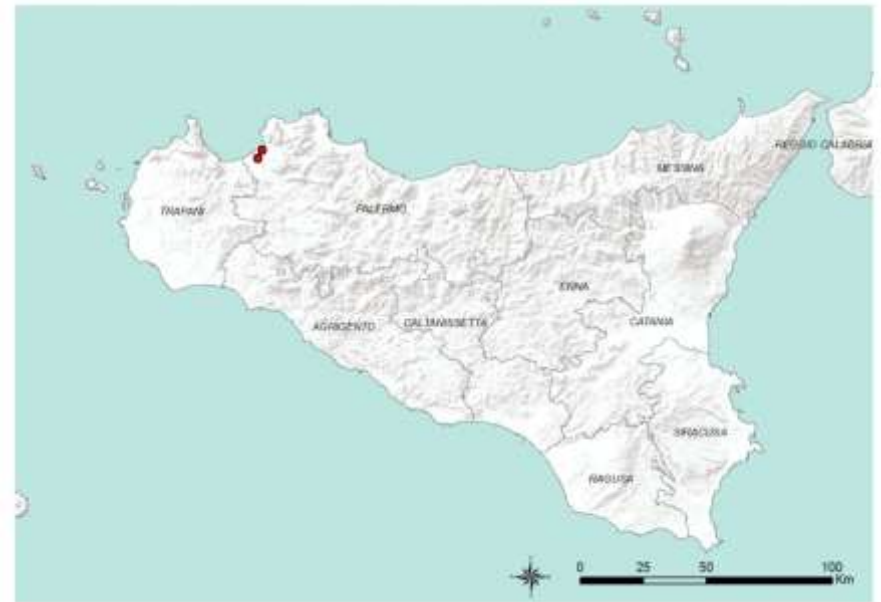 REGGIO CALABRIA
MESSINA
TRAPANI
PALERMO
ENNA
AGRIGENTO
CALTANISSETTA
CATANIA
SIRACUSA
RAGUSA
0 25 50 100
Km